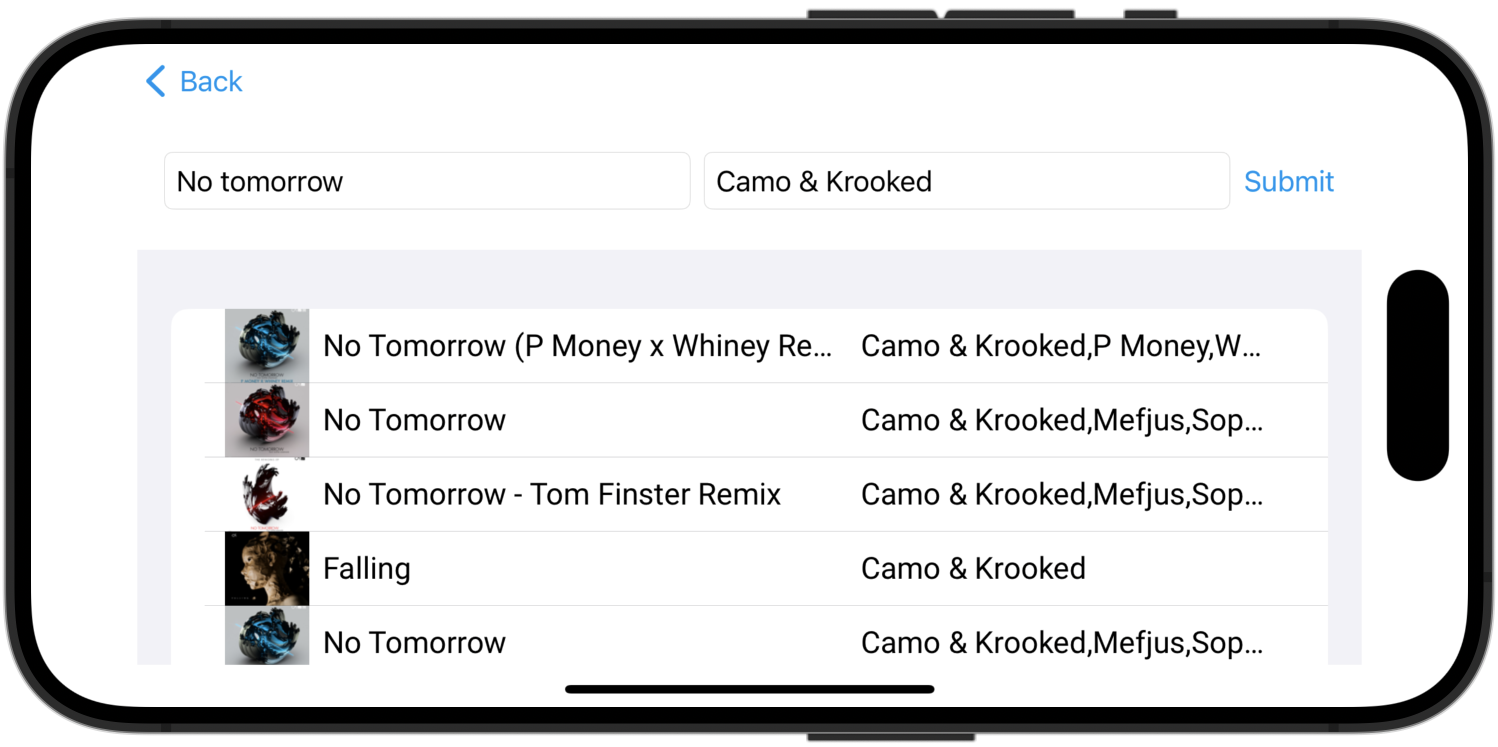 Back
No tomorrow Camo & Krooked Submit
No Tomorrow (P Money x Whiney Re... Camo & Krooked,P Money,W...
No Tomorrow Camo & Krooked,Mefjus,Sop...
No Tomorrow - Tom Finster Remix Camo & Krooked,Mefjus,Sop...
Falling Camo & Krooked
No Tomorrow Camo & Krooked,Mefjus,Sop...